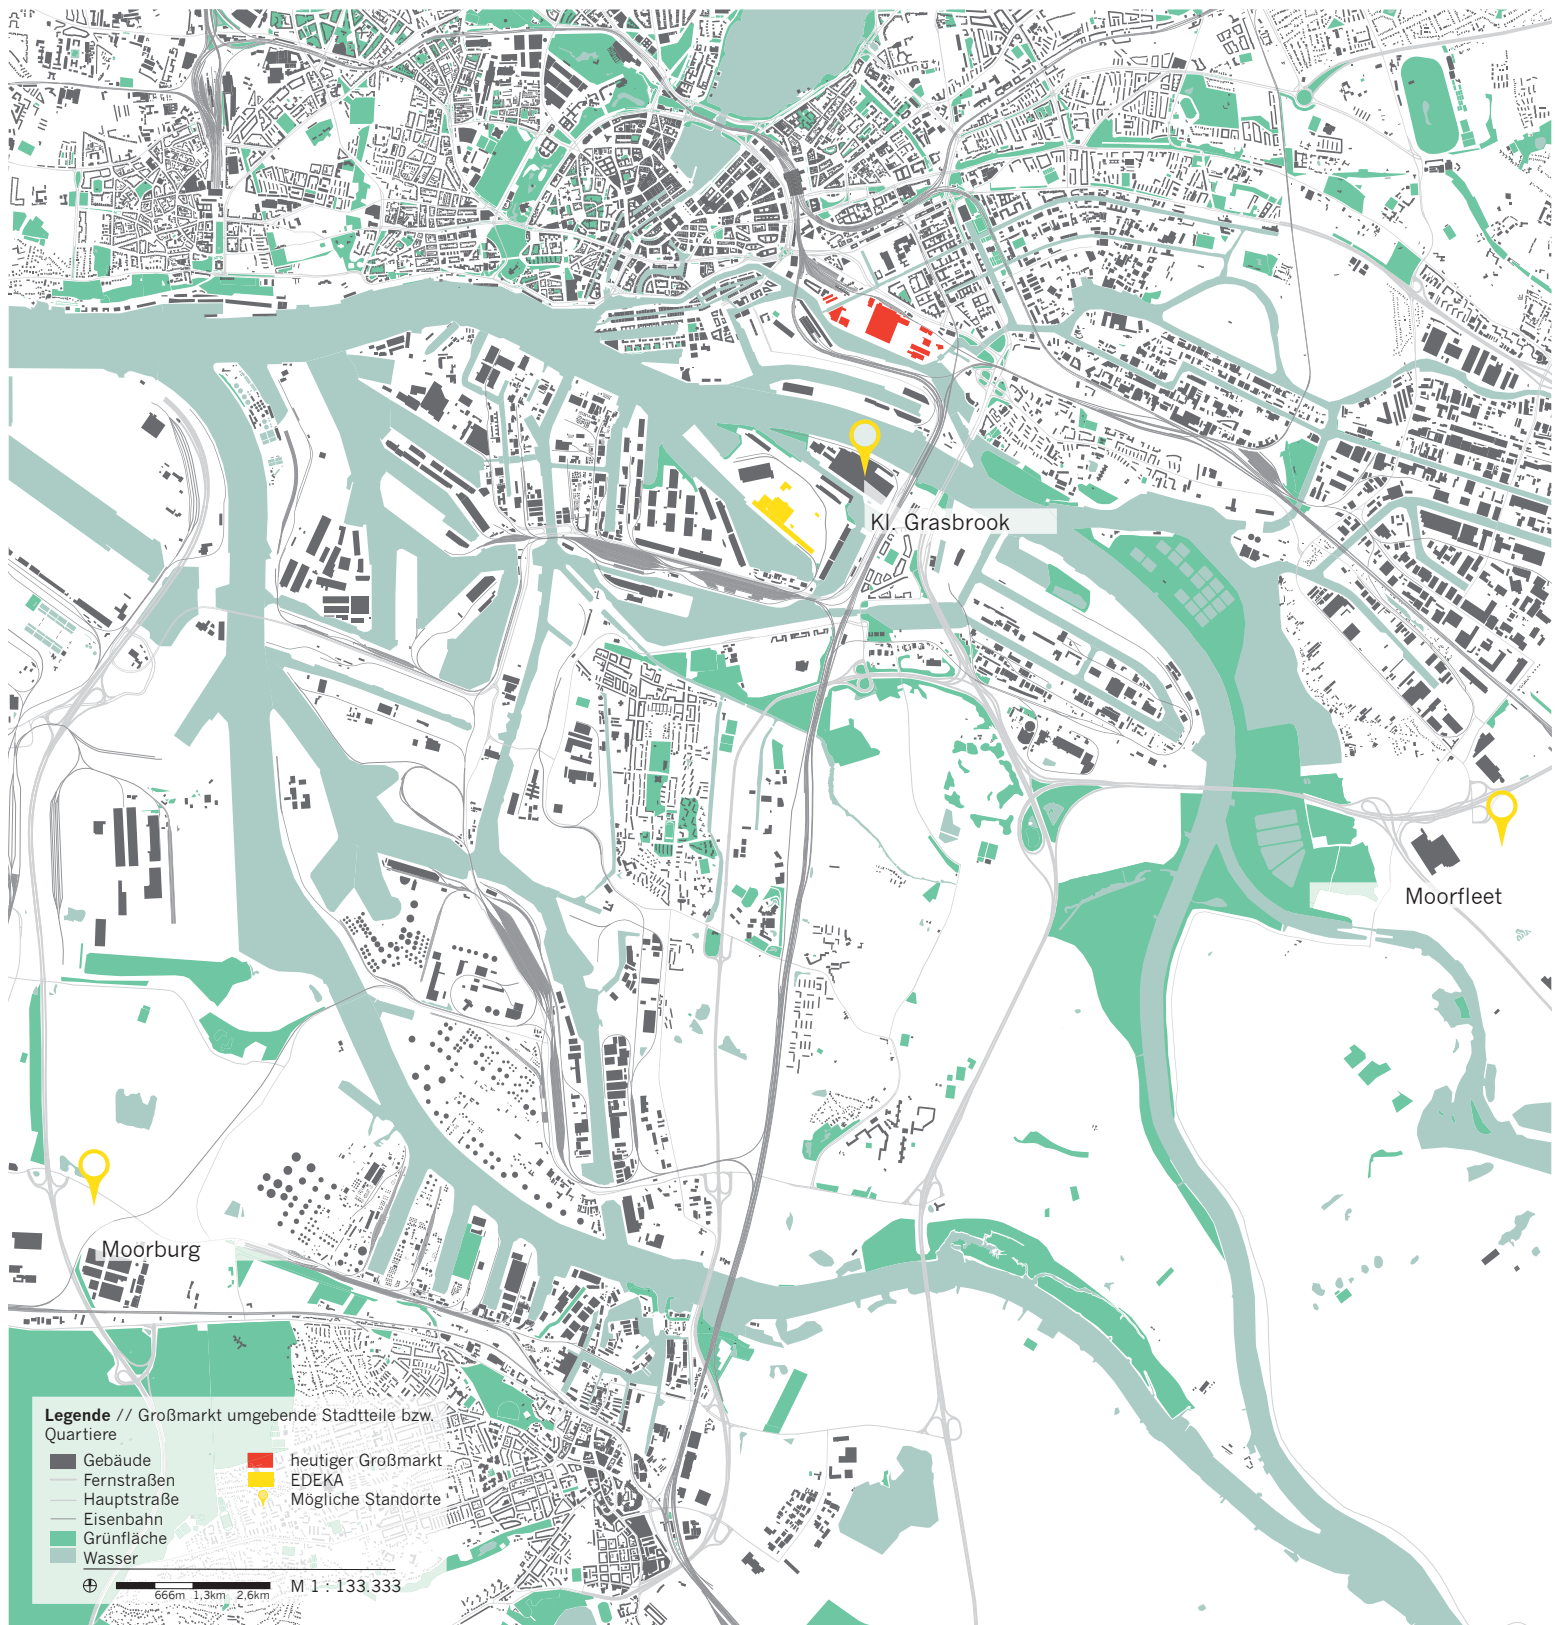 Kl. Grasbrook
Moorfleet
Moorburg
Legende // Großmarkt umgebende Stadtteile bzw.
Quartiere
Gebäude
Fernstraßen
Hauptstraße
Eisenbahn
Grünfläche
Wasser
heutiger Großmarkt
EDEKA
Mögliche Standorte
666m 1,3km 2,6km
M 1 : 133.333